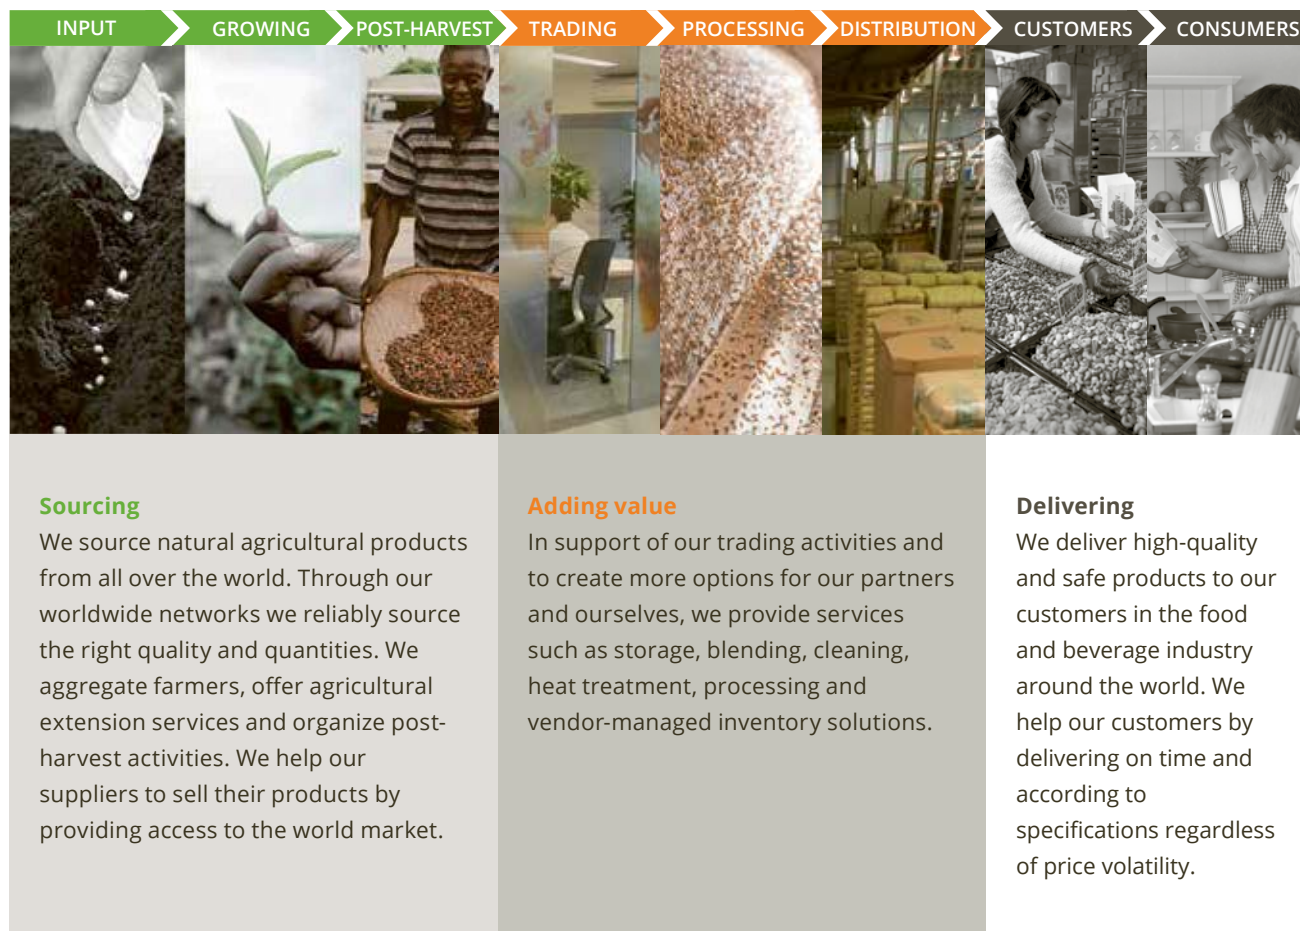 INPUT GROWING POST-HARVEST TRADING PROCESSING DISTRIBUTION CUSTOMERS CONSUMERS
Sourcing
We source natural agricultural products
from all over the world. Through our
worldwide networks we reliably source
the right quality and quantities. We
aggregate farmers, offer agricultural
extension services and organize post-
harvest activities. We help our
suppliers to sell their products by
providing access to the world market.
Adding value
In support of our trading activities and
to create more options for our partners
and ourselves, we provide services
such as storage, blending, cleaning,
heat treatment, processing and
vendor-managed inventory solutions.
Delivering
We deliver high-quality
and safe products to our
customers in the food
and beverage industry
around the world. We
help our customers by
delivering on time and
according to
specifications regardless
of price volatility.